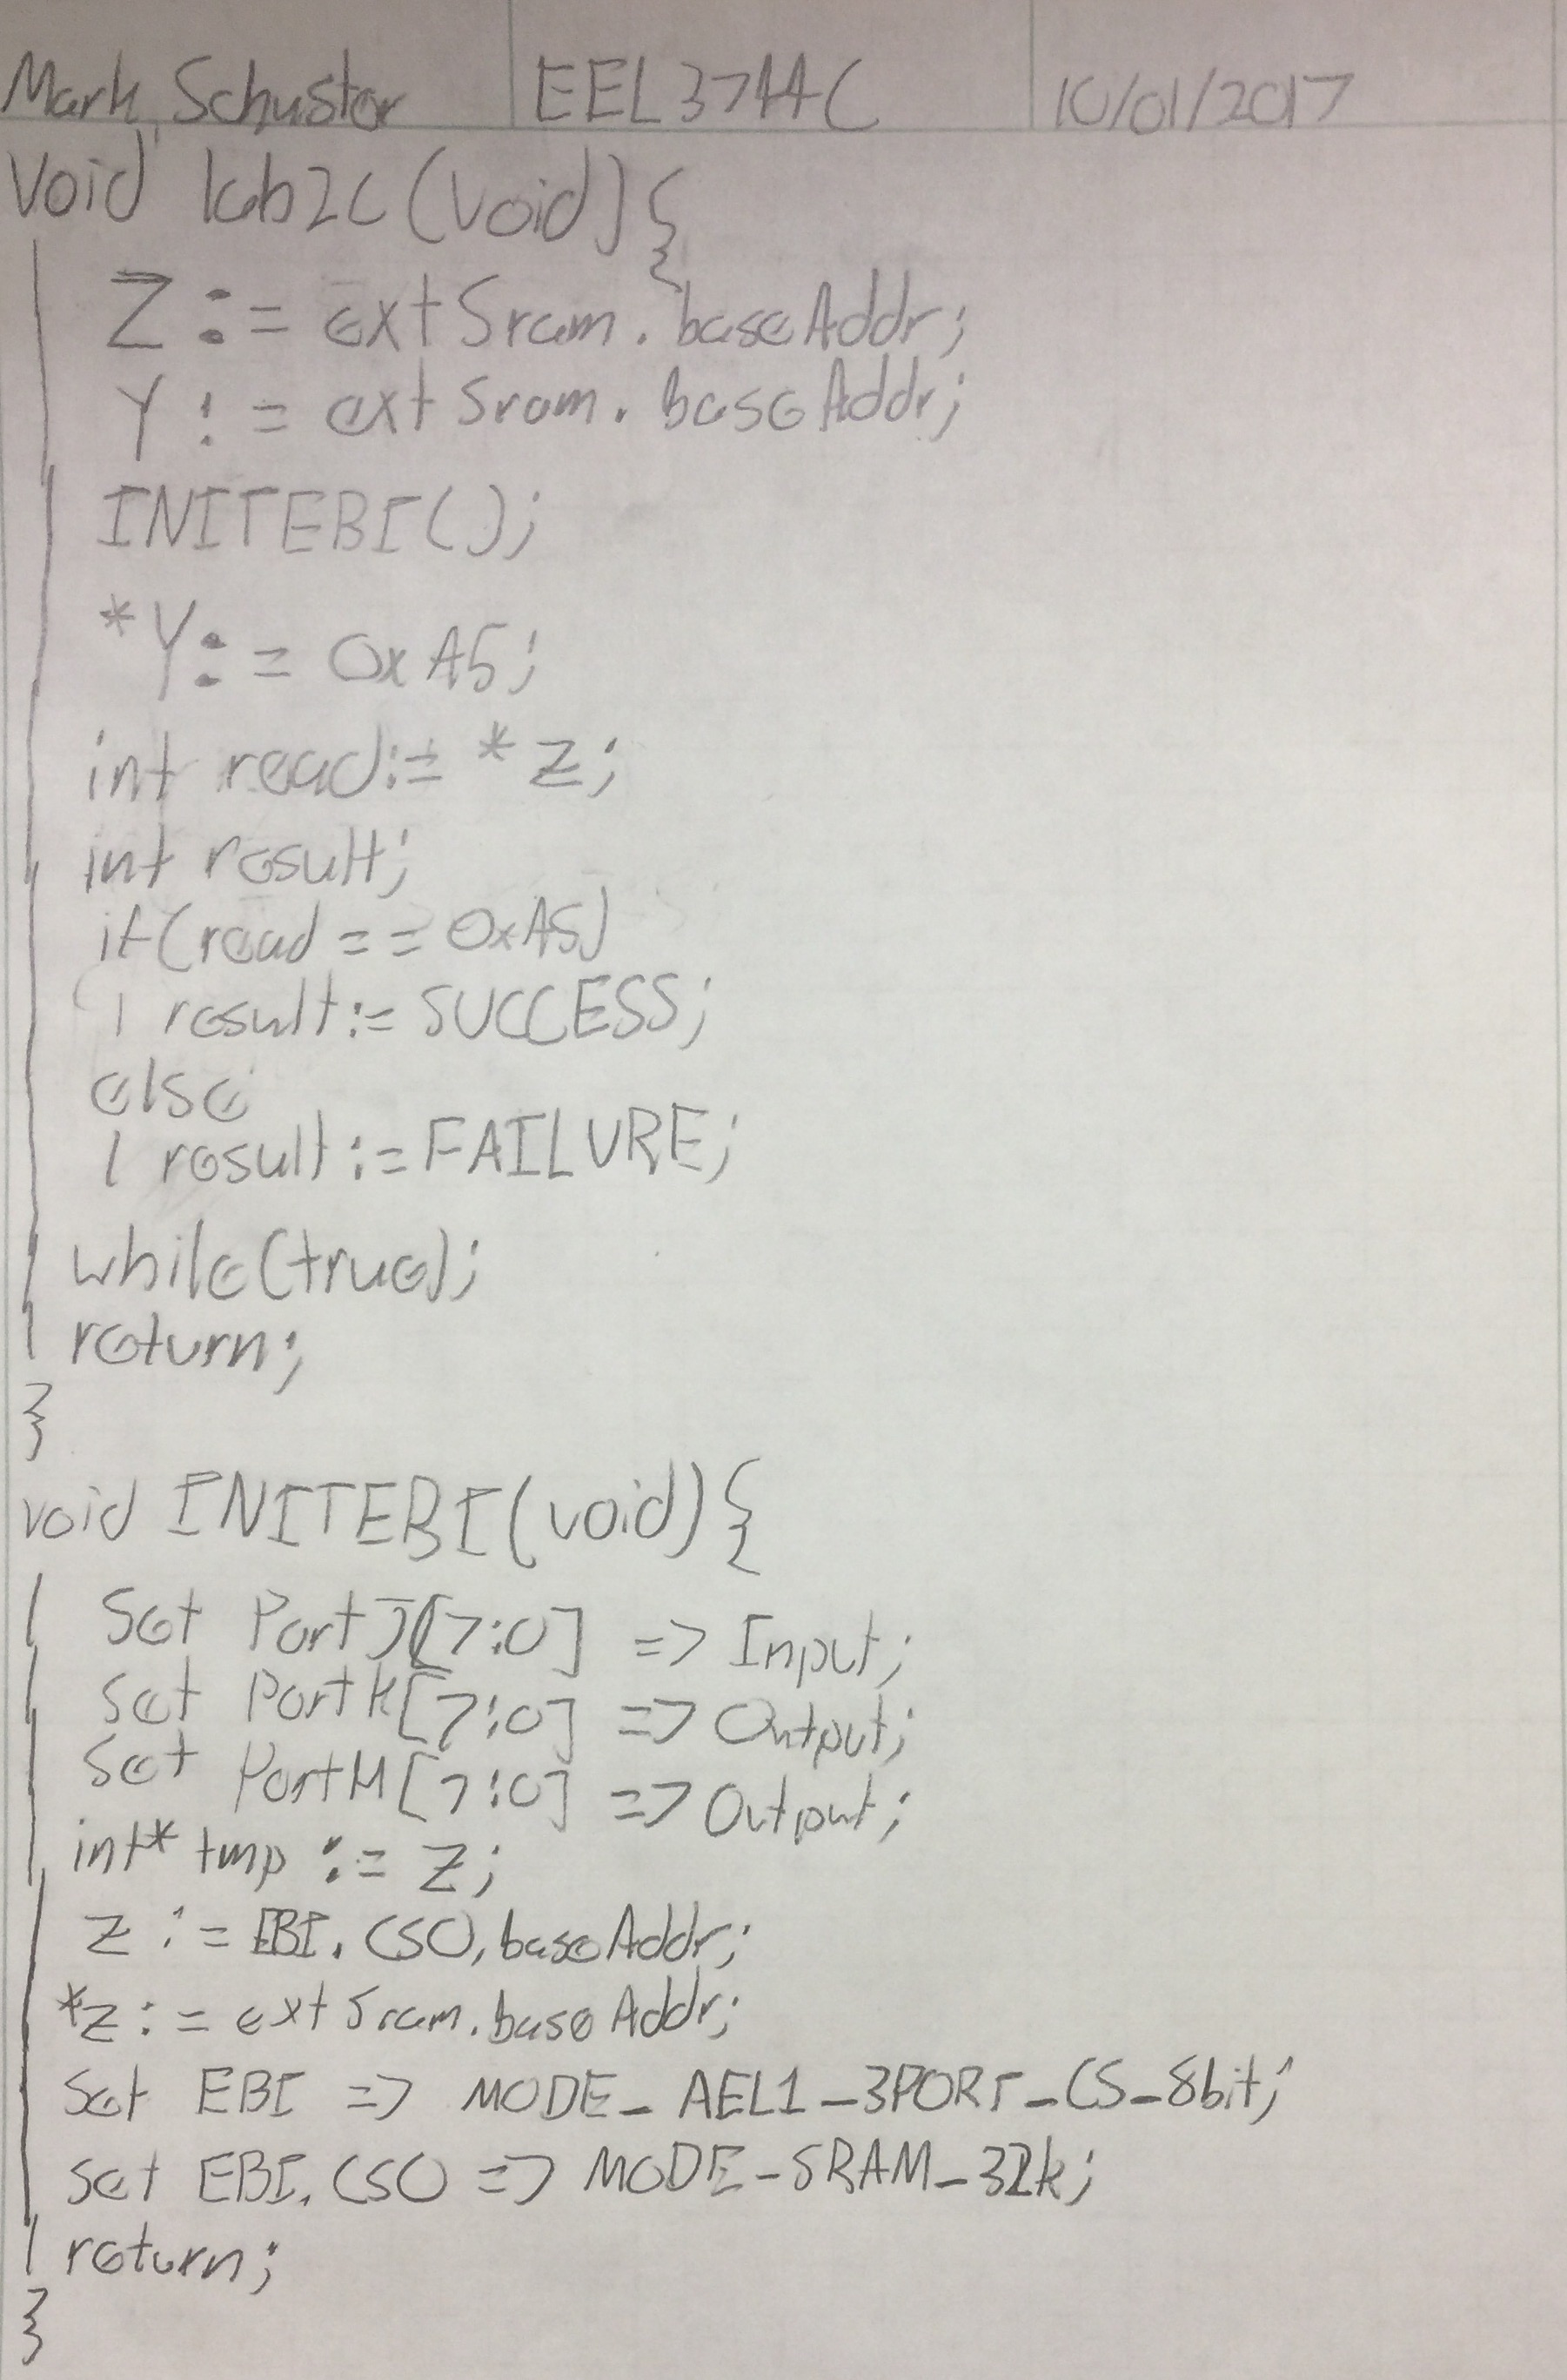 Mark Schuster EEL3744C 10/01/2017
void lab2c(void){
Z := extSram.baseAddr;
Y := extSram.baseAddr;
INITEBI();
*Y := 0xA5;
int read := *Z;
int result;
if(read == 0xA5)
result := SUCCESS;
else
result := FAILURE;
while(true);
return;
}
void INITEBI(void){
Set PortJ[7:0] => Input;
Set PortK[7:0] => Output;
Set PortH[7:0] => Output;
int* tmp := Z;
Z := EBI.CS0.baseAddr;
*Z := extSram.baseAddr;
Set EBI => MODE_AEL1_3PORT_CS_8bit;
Set EBI.CS0 => MODE_SRAM_32k;
return;
}